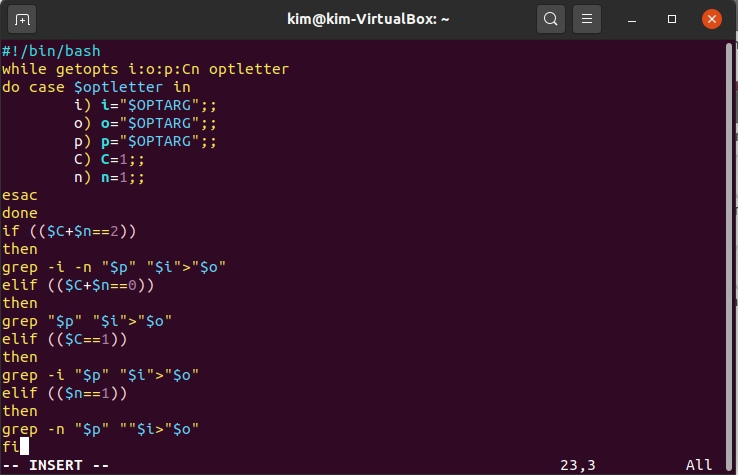 kim@kim-VirtualBox: ~
#!/bin/bash
while getopts i:o:p:Cn optletter
do case $optletter in
        i) i="$OPTARG";;
        o) o="$OPTARG";;
        p) p="$OPTARG";;
        C) C=1;;
        n) n=1;;
esac
done
if (($C+$n==2))
then
grep -i -n "$p" "$i">"$o"
elif (($C+$n==0))
then
grep "$p" "$i">"$o"
elif (($C==1))
then
grep -i "$p" "$i">"$o"
elif (($n==1))
then
grep -n "$p" ""$i>"$o"
fi
-- INSERT -- 23,3 All